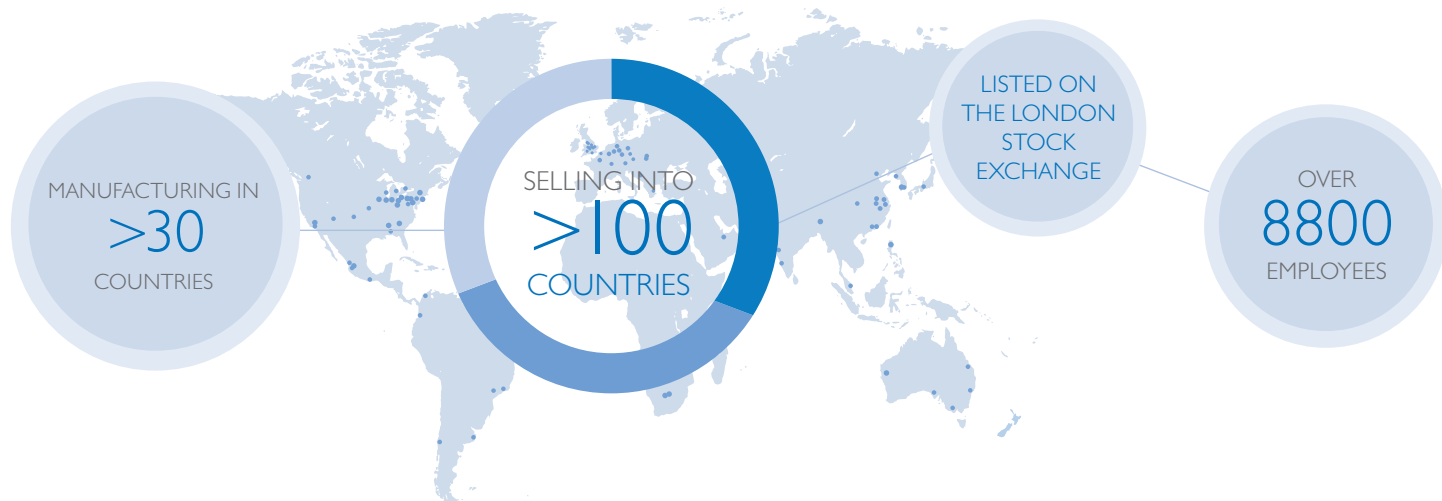 MANUFACTURING IN
>30
COUNTRIES
SELLING INTO
>100
COUNTRIES
LISTED ON
THE LONDON
STOCK
EXCHANGE
OVER
8800
EMPLOYEES